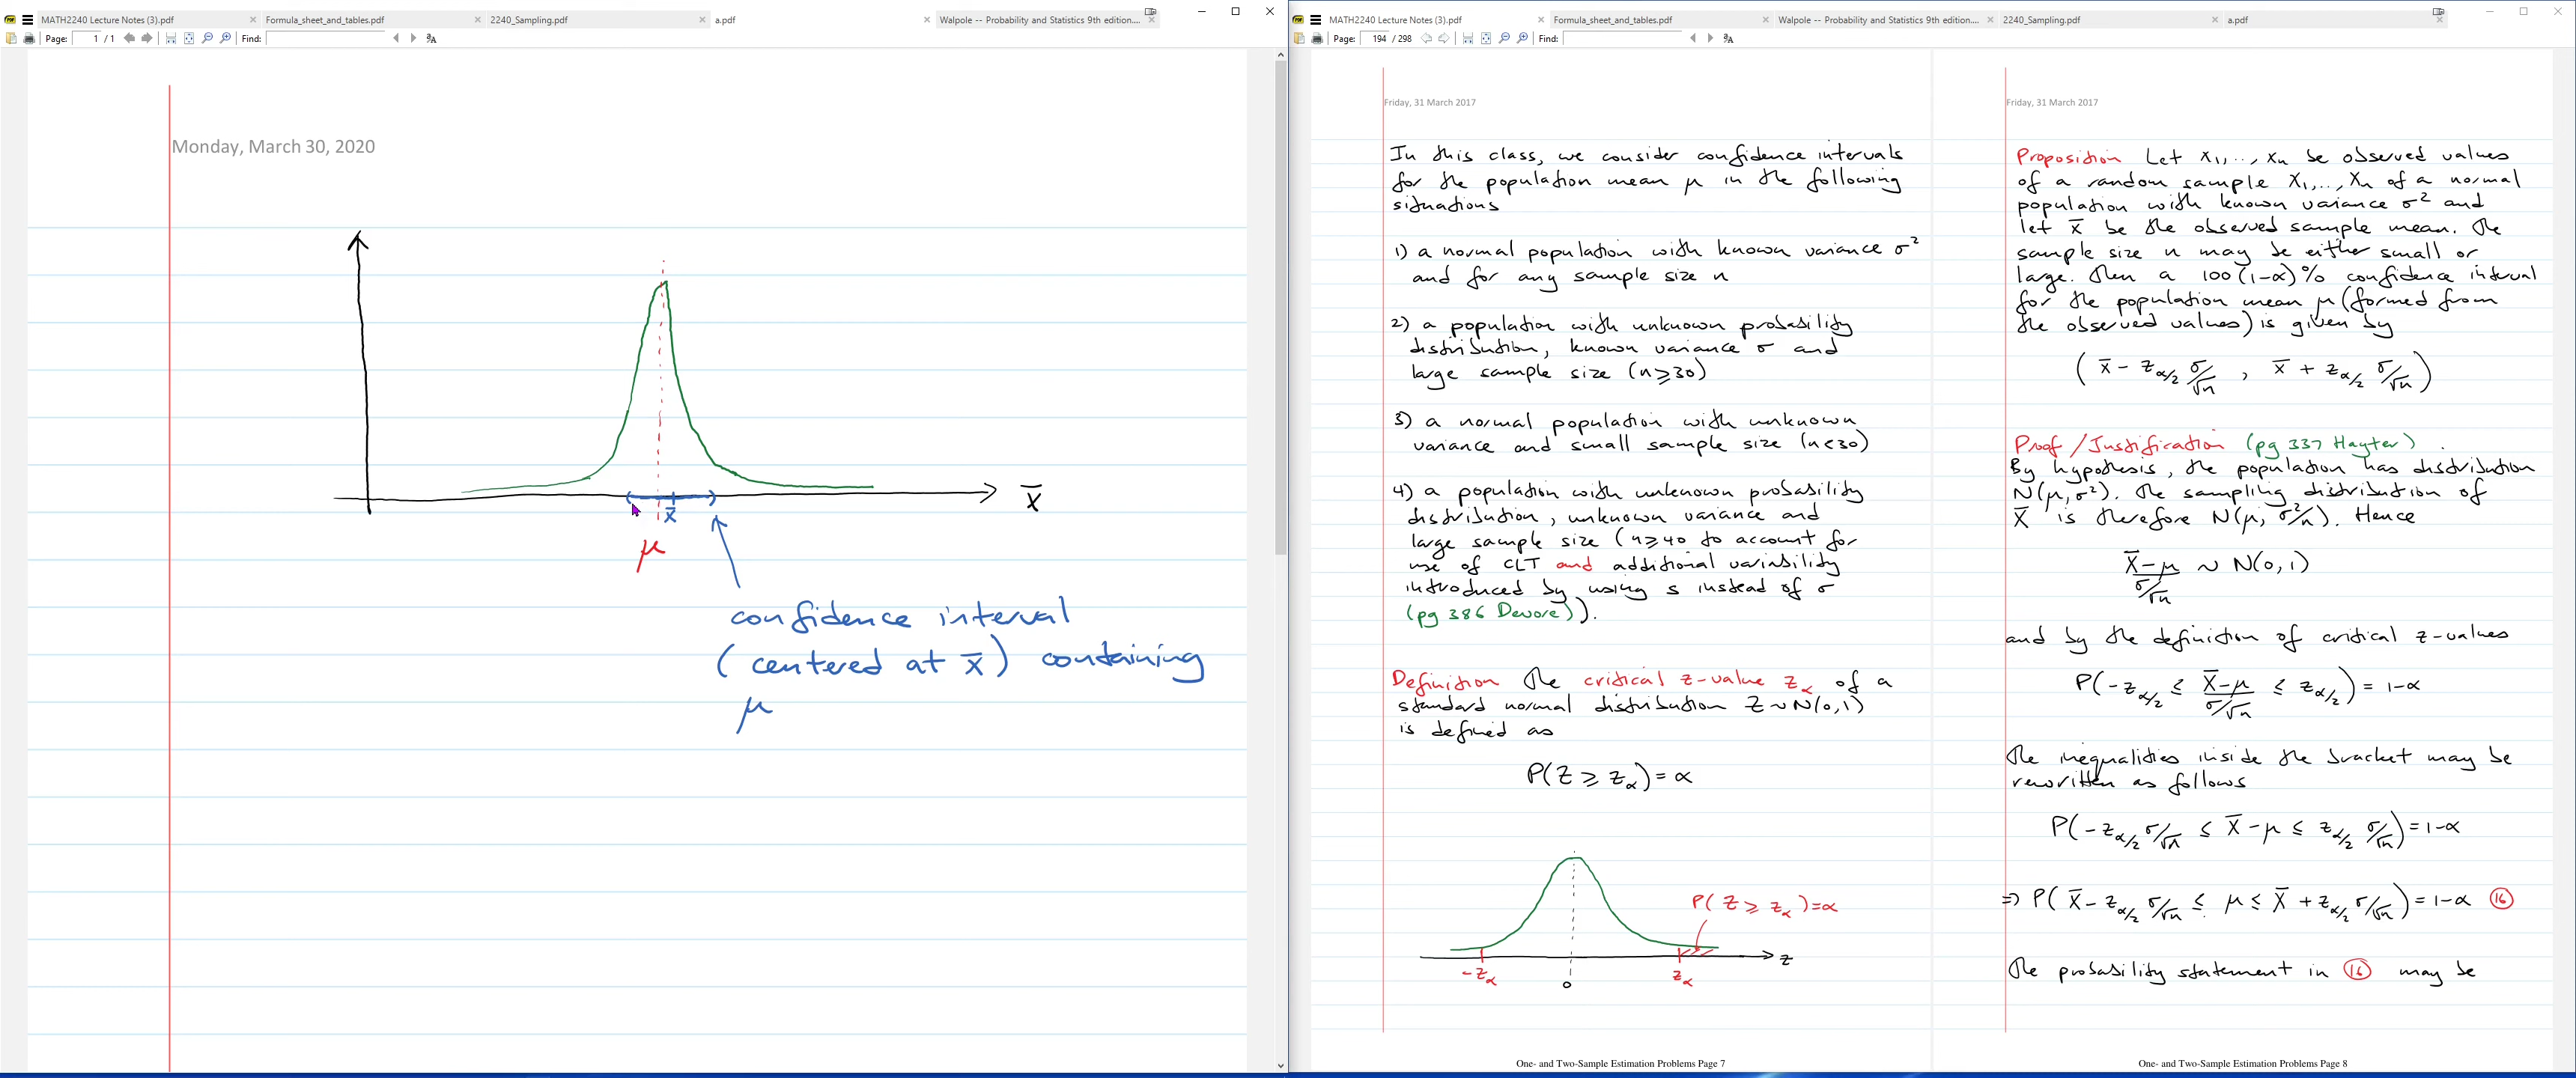 MATH2240 Lecture Notes (3).pdf
Formula_sheet_and_tables.pdf
2240_Sampling.pdf
a.pdf
Walpole -- Probability and Statistics 9th edition....
Page: 1 / 1
Find:
Monday, March 30, 2020
x̄
x̄
μ
confidence interval
(centered at x̄) containing
μ
MATH2240 Lecture Notes (3).pdf
Formula_sheet_and_tables.pdf
Walpole -- Probability and Statistics 9th edition....
2240_Sampling.pdf
a.pdf
Page: 194 / 298
Find:
Friday, 31 March 2017
In this class, we consider confidence intervals
for the population mean μ in the following
situations
1) a normal population with known variance σ²
and for any sample size n
2) a population with unknown probability
distribution, known variance σ and
large sample size (n≥30)
3) a normal population with unknown
variance and small sample size (n<30)
4) a population with unknown probability
distribution, unknown variance and
large sample size (n≥40 to account for
use of CLT and additional variability
introduced by using s instead of σ
(pg 386 Devore)).
Definition The critical z-value z_α of a
standard normal distribution Z~N(0,1)
is defined as
P(Z ≥ z_α) = α
P(Z ≥ z_α)=α
-z_α
0
z_α
z
One- and Two-Sample Estimation Problems Page 7
Friday, 31 March 2017
Proposition Let x₁,..,xₙ be observed values
of a random sample X₁,..,Xₙ of a normal
population with known variance σ² and
let x̄ be the observed sample mean. The
sample size n may be either small or
large. Then a 100(1-α)% confidence interval
for the population mean μ (formed from
the observed values) is given by
(x̄ - z_α/2 σ/√n , x̄ + z_α/2 σ/√n)
Proof/Justification (pg 337 Hayter).
By hypothesis, the population has distribution
N(μ,σ²). The sampling distribution of
X̄ is therefore N(μ, σ²/n). Hence
(X̄-μ)/(σ/√n) ~ N(0,1)
and by the definition of critical z-values
P(-z_α/2 ≤ (X̄-μ)/(σ/√n) ≤ z_α/2) = 1-α
The inequalities inside the bracket may be
rewritten as follows
P(-z_α/2 σ/√n ≤ X̄-μ ≤ z_α/2 σ/√n) = 1-α
⇒ P(X̄ - z_α/2 σ/√n ≤ μ ≤ X̄ + z_α/2 σ/√n) = 1-α (16)
The probability statement in (16) may be
One- and Two-Sample Estimation Problems Page 8